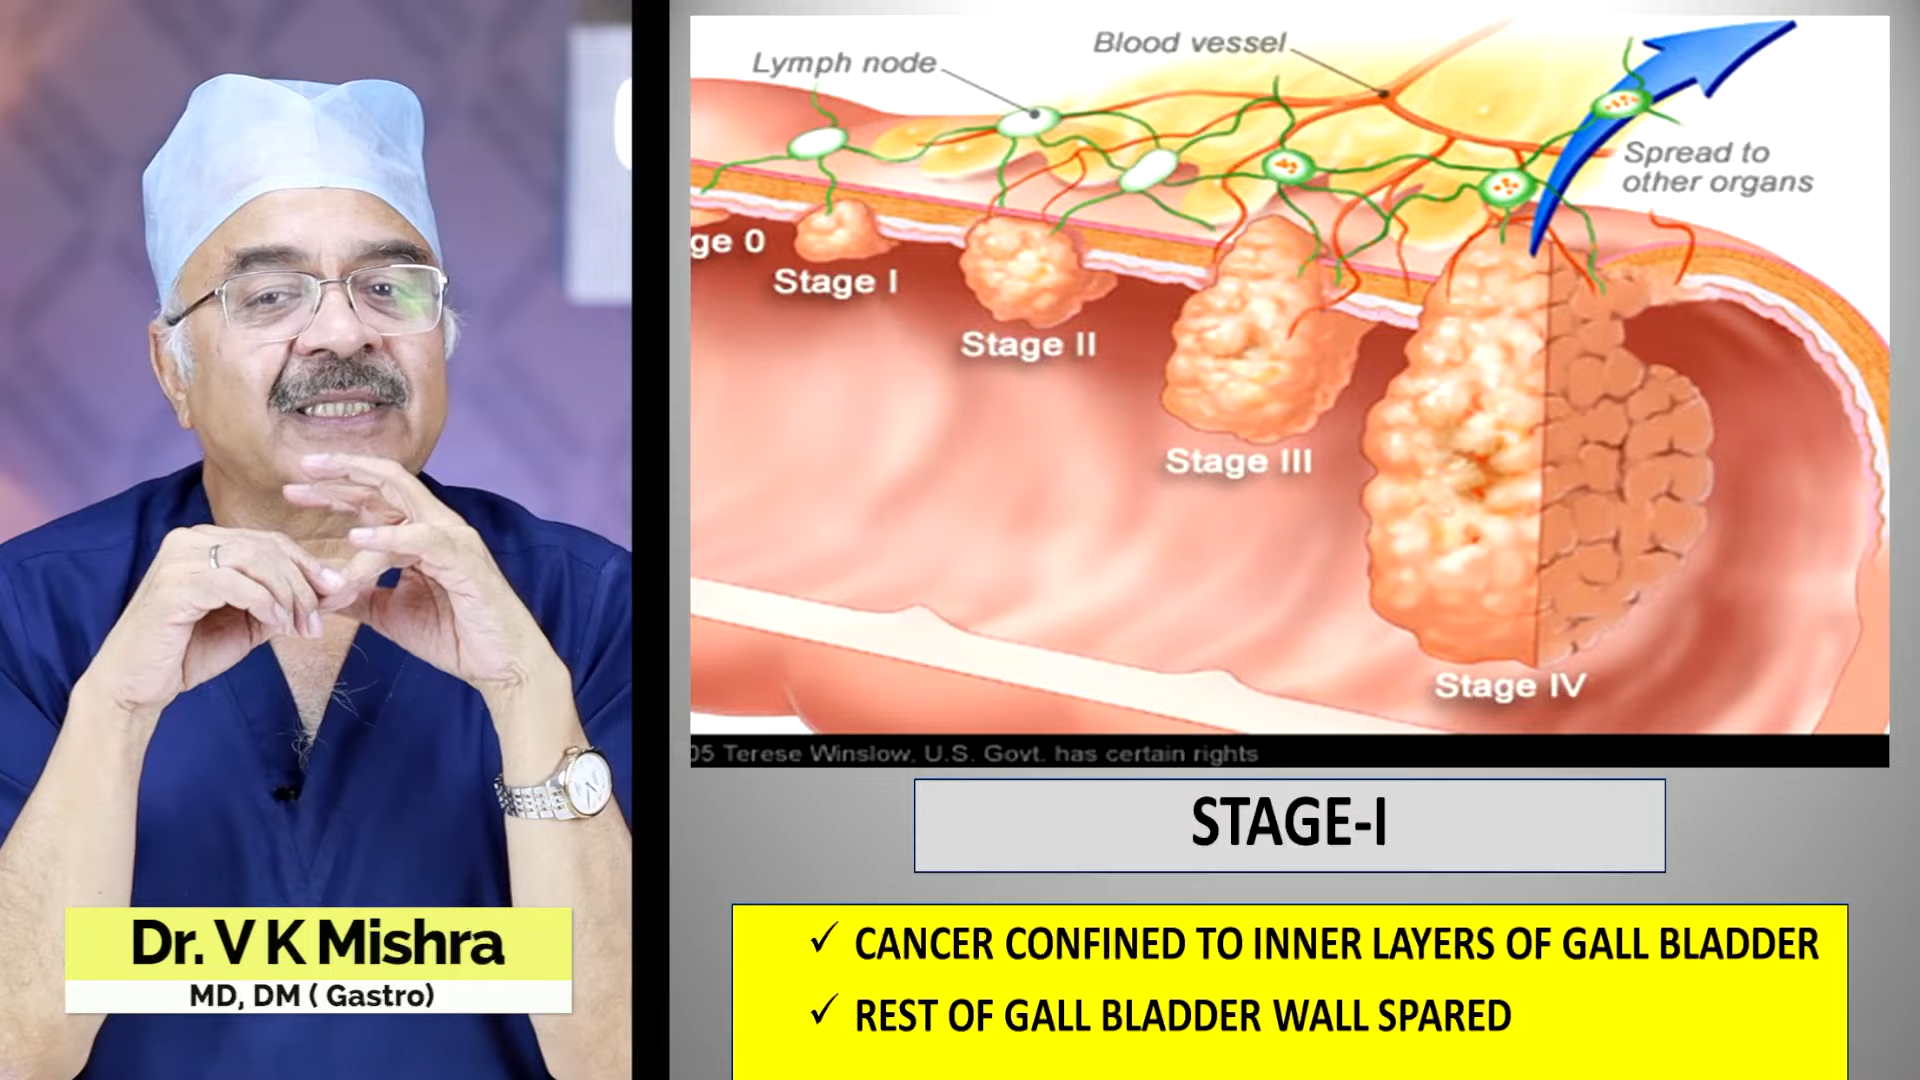 Dr. V K Mishra
MD, DM ( Gastro)
Lymph node
Blood vessel
Spread to
other organs
ge 0
Stage I
Stage II
Stage III
Stage IV
05 Terese Winslow, U.S. Govt. has certain rights
STAGE-I
✓ CANCER CONFINED TO INNER LAYERS OF GALL BLADDER
✓ REST OF GALL BLADDER WALL SPARED